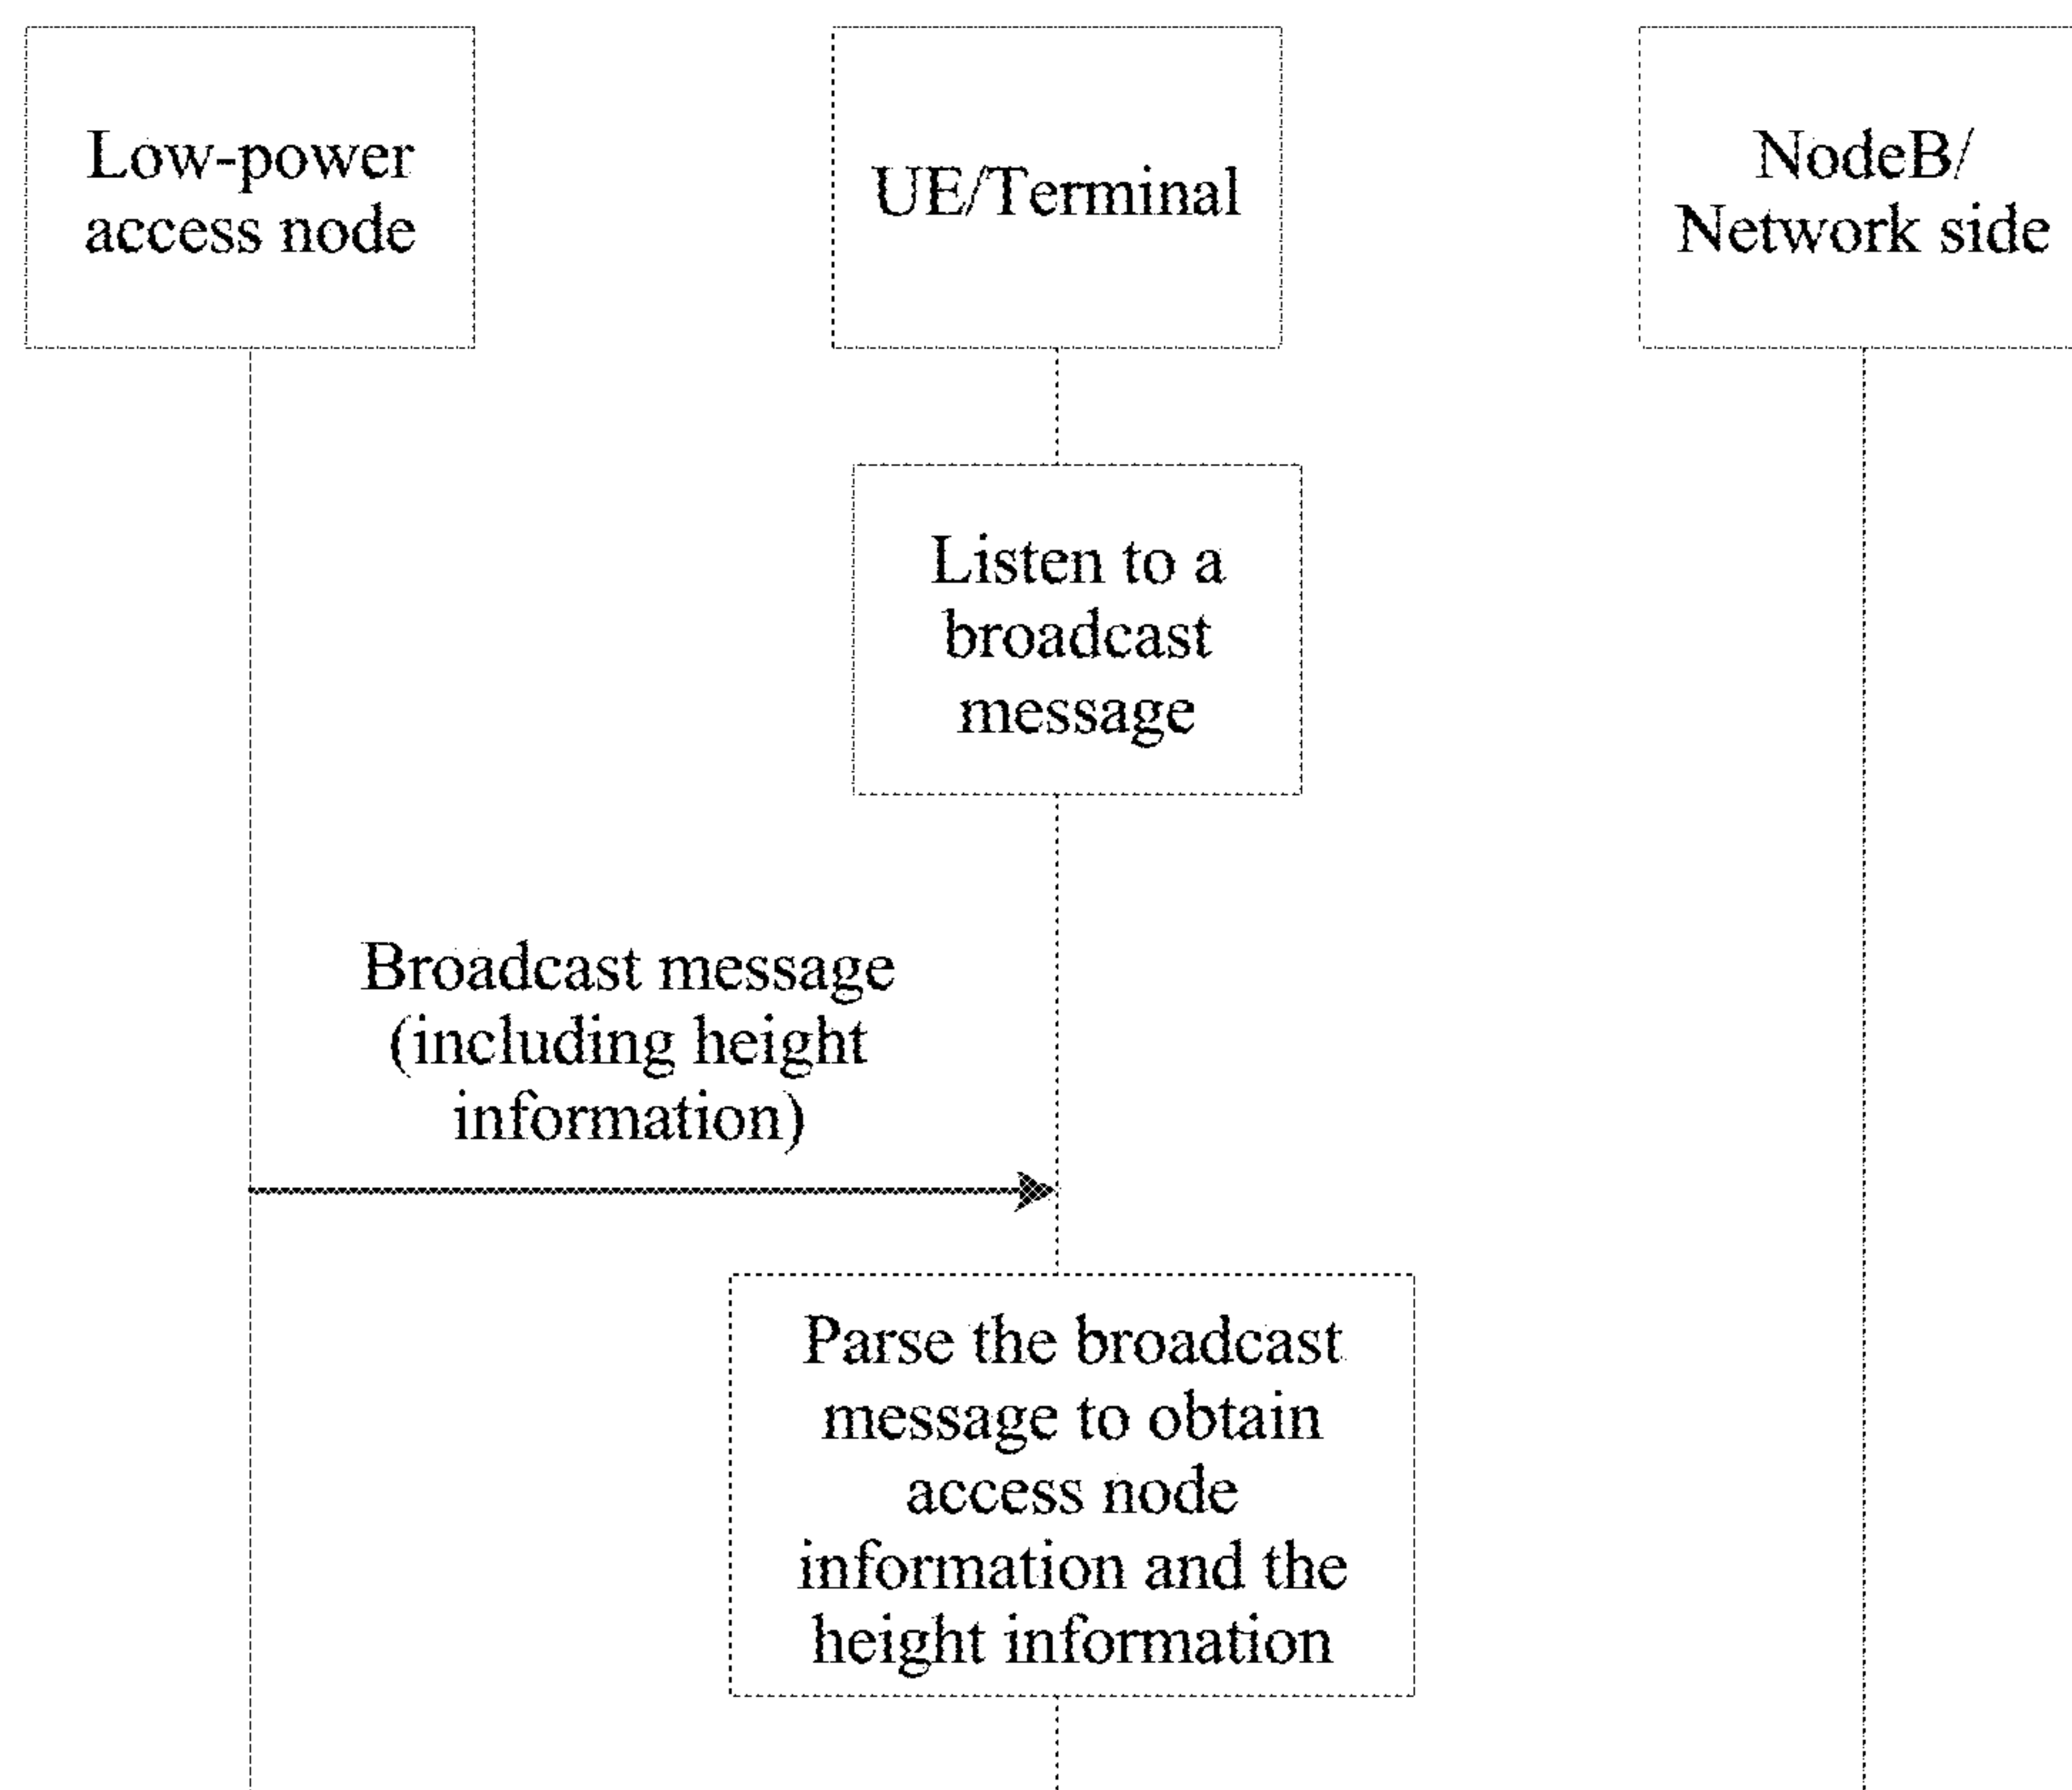 Low-power
access node
UE/Terminal
NodeB/
Network side
Listen to a
broadcast
message
Broadcast message
(including height
information)
Parse the broadcast
message to obtain
access node
information and the
height information